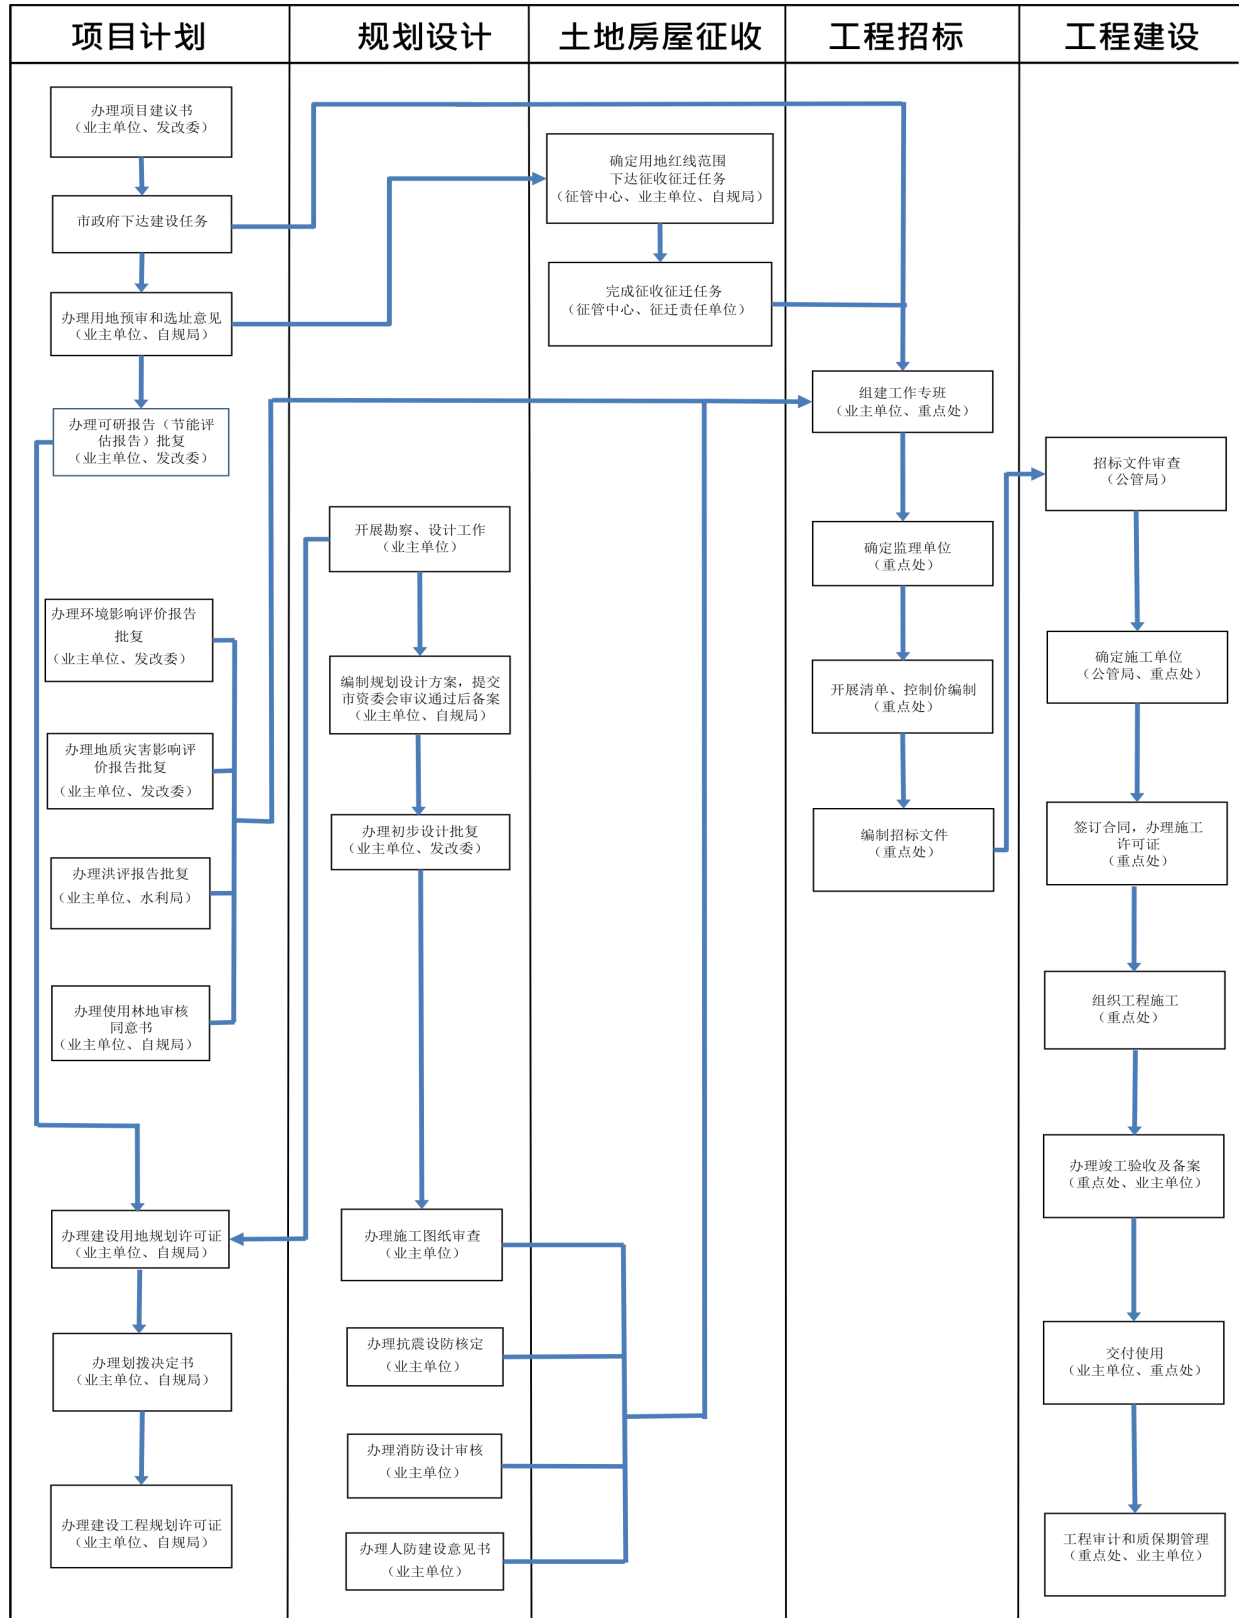 项目计划
规划设计
土地房屋征收
工程招标
工程建设
办理项目建议书
（业主单位、发改委）
市政府下达建设任务
办理用地预审和选址意见
（业主单位、自规局）
办理可研报告（节能评
估报告）批复
（业主单位、发改委）
办理环境影响评价报告
批复
（业主单位、发改委）
办理地质灾害影响评
价报告批复
（业主单位、发改委）
办理洪评报告批复
（业主单位、水利局）
办理使用林地审核
同意书
（业主单位、自规局）
办理建设用地规划许可证
（业主单位、自规局）
办理划拨决定书
（业主单位、自规局）
办理建设工程规划许可证
（业主单位、自规局）
开展勘察、设计工作
（业主单位）
编制规划设计方案，提交
市资委会审议通过后备案
（业主单位、自规局）
办理初步设计批复
（业主单位、发改委）
办理施工图纸审查
（业主单位）
办理抗震设防核定
（业主单位）
办理消防设计审核
（业主单位）
办理人防建设意见书
（业主单位）
确定用地红线范围
下达征收征迁任务
（征管中心、业主单位、自规局）
完成征收征迁任务
（征管中心、征迁责任单位）
组建工作专班
（业主单位、重点处）
确定监理单位
（重点处）
开展清单、控制价编制
（重点处）
编制招标文件
（重点处）
招标文件审查
（公管局）
确定施工单位
（公管局、重点处）
签订合同，办理施工
许可证
（重点处）
组织工程施工
（重点处）
办理竣工验收及备案
（重点处、业主单位）
交付使用
（业主单位、重点处）
工程审计和质保期管理
（重点处、业主单位）